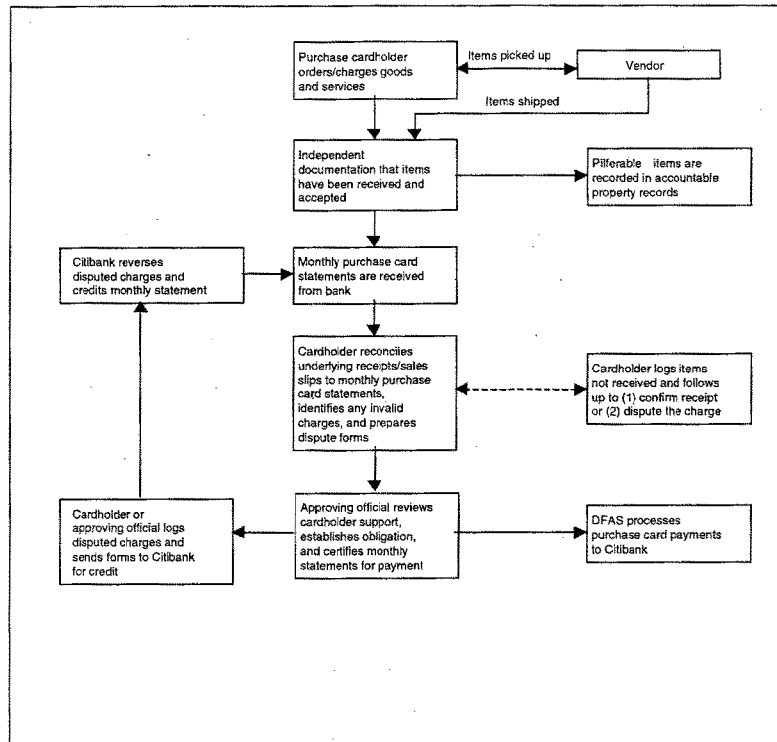 Purchase cardholder
orders/charges goods
and services
Items picked up
Vendor
Items shipped
Independent
documentation that items
have been received and
accepted
Pilferable items are
recorded in accountable
property records
Citibank reverses
disputed charges and
credits monthly statement
Monthly purchase card
statements are received
from bank
Cardholder reconciles
underlying receipts/sales
slips to monthly purchase
card statements,
identifies any invalid
charges, and prepares
dispute forms
Cardholder logs items
not received and follows
up to (1) confirm receipt
or (2) dispute the charge
Cardholder or
approving official logs
disputed charges and
sends forms to Citibank
for credit
Approving official reviews
cardholder support,
establishes obligation,
and certifies monthly
statements for payment
DFAS processes
purchase card payments
to Citibank